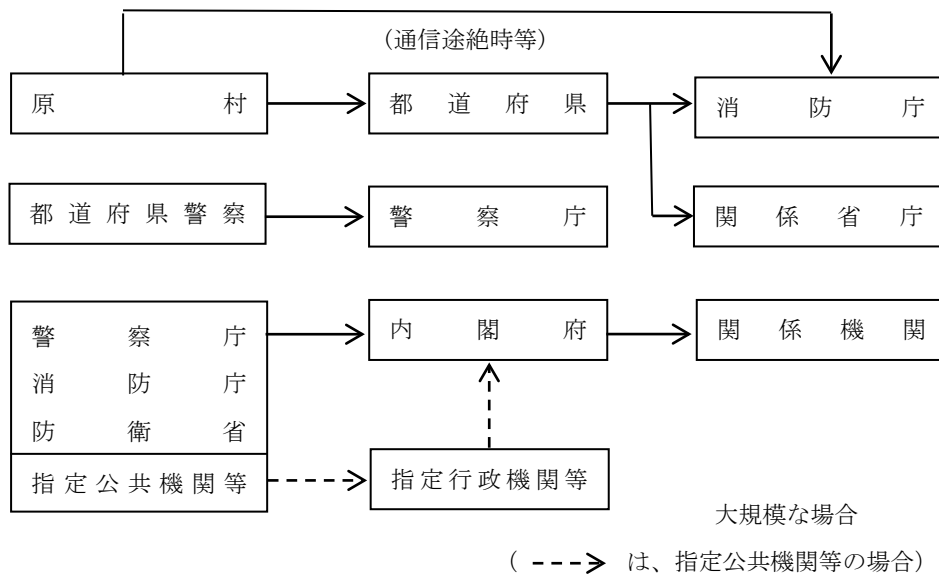 (通信途絶時等)
原村
都道府県
消防庁
都道府県警察
警察庁
関係省庁
警察庁
内閣府
関係機関
消防庁
防衛省
指定公共機関等
指定行政機関等
大規模な場合
( は、指定公共機関等の場合)